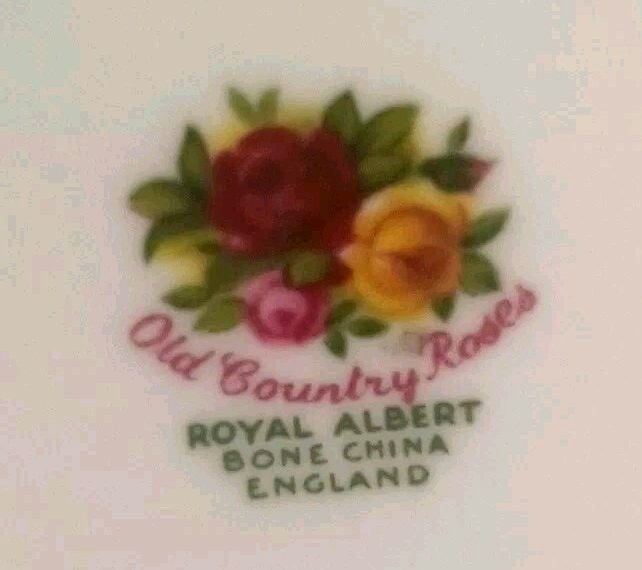 Old Country Roses
ROYAL ALBERT
BONE CHINA
ENGLAND